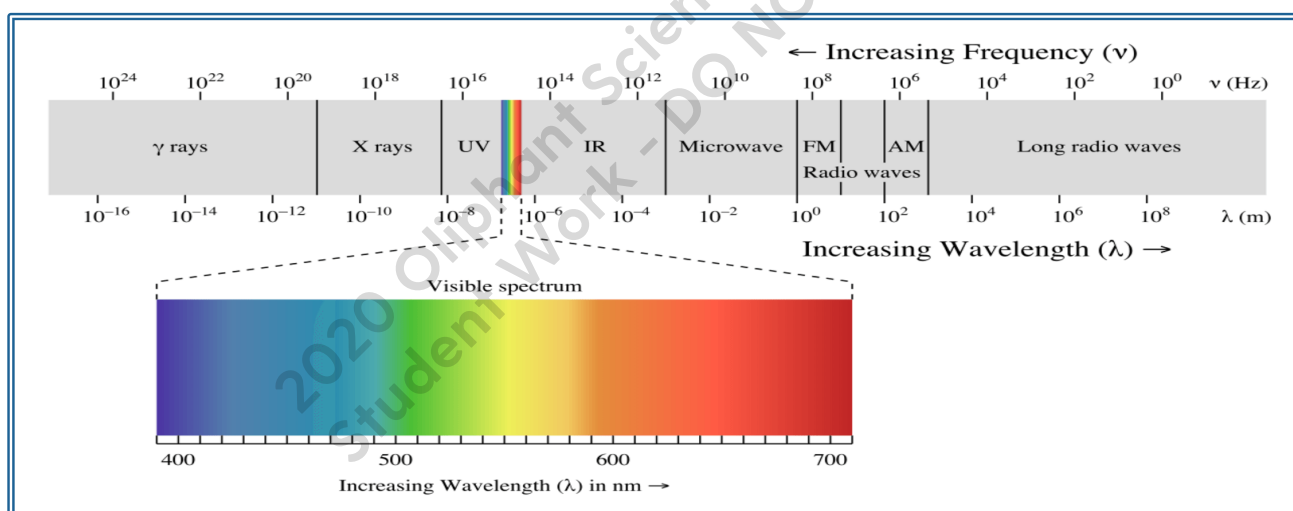 ← Increasing Frequency (ν)
10²⁴ 10²² 10²⁰ 10¹⁸ 10¹⁶ 10¹⁴ 10¹² 10¹⁰ 10⁸ 10⁶ 10⁴ 10² 10⁰ ν (Hz)
γ rays X rays UV IR Microwave FM AM Long radio waves
Radio waves
10⁻¹⁶ 10⁻¹⁴ 10⁻¹² 10⁻¹⁰ 10⁻⁸ 10⁻⁶ 10⁻⁴ 10⁻² 10⁰ 10² 10⁴ 10⁶ 10⁸ λ (m)
Increasing Wavelength (λ) →
Visible spectrum
400 500 600 700
Increasing Wavelength (λ) in nm →
2020 Oliphant Scien
Student Work - DO NO